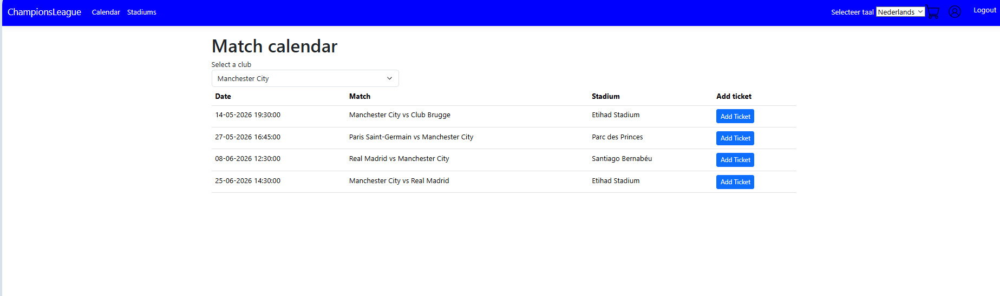 ChampionsLeague Calendar Stadiums Selecteer taal Nederlands Logout
Match calendar
Select a club
Manchester City
Date Match Stadium Add ticket
14-05-2026 19:30:00 Manchester City vs Club Brugge Etihad Stadium Add Ticket
27-05-2026 16:45:00 Paris Saint-Germain vs Manchester City Parc des Princes Add Ticket
08-06-2026 12:30:00 Real Madrid vs Manchester City Santiago Bernabéu Add Ticket
25-06-2026 14:30:00 Manchester City vs Real Madrid Etihad Stadium Add Ticket